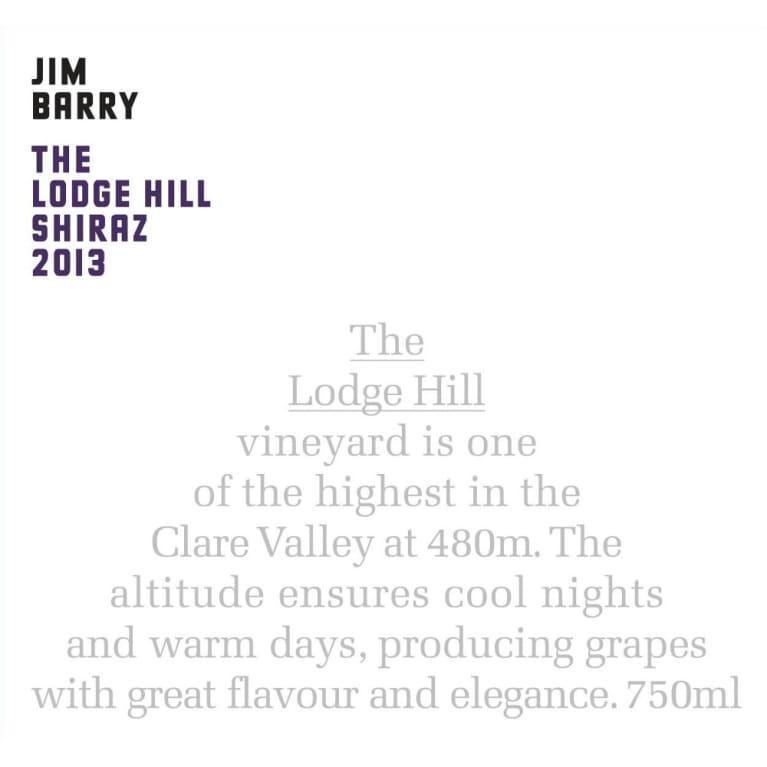 JIM
BARRY
THE
LODGE HILL
SHIRAZ
2013
The
Lodge Hill
vineyard is one
of the highest in the
Clare Valley at 480m. The
altitude ensures cool nights
and warm days, producing grapes
with great flavour and elegance. 750ml